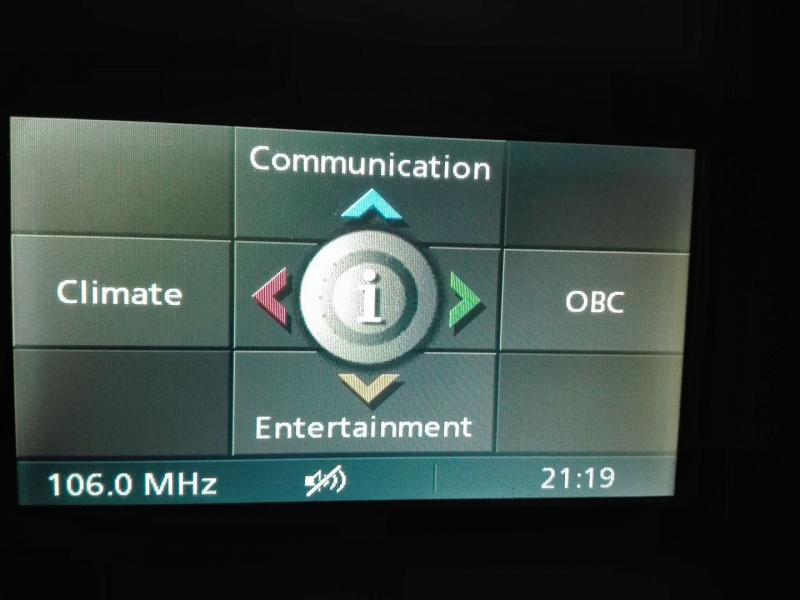 Communication
Climate
i
OBC
Entertainment
106.0 MHz
21:19